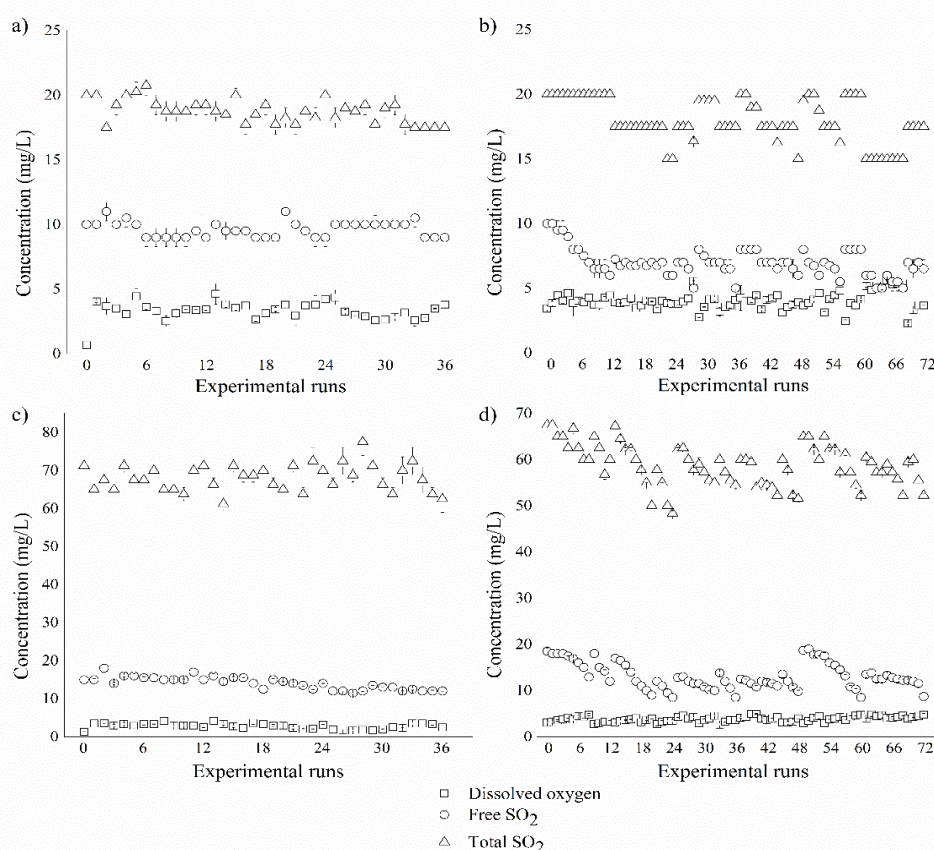 a)
25
20
15
10
5
0
Concentration (mg/L)
0 6 12 18 24 30 36
Experimental runs
b)
25
20
15
10
5
0
Concentration (mg/L)
0 6 12 18 24 30 36 42 48 54 60 66 72
Experimental runs
c)
80
70
60
50
40
30
20
10
0
Concentration (mg/L)
0 6 12 18 24 30 36
Experimental runs
d)
70
60
50
40
30
20
10
0
Concentration (mg/L)
0 6 12 18 24 30 36 42 48 54 60 66 72
Experimental runs
Dissolved oxygen
Free SO2
Total SO2